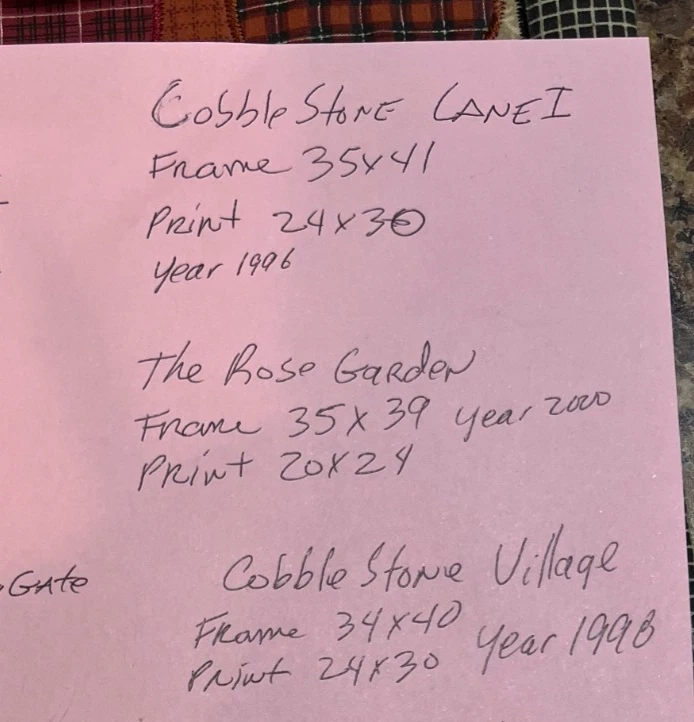 CobbleStone Lane I
Frame 35x41
Print 24x30
year 1996
The Rose Garden
Frame 35x39 year 2000
Print 20x24
Gate
Cobble Stone Village
Frame 34x40
Print 24x30 year 1998